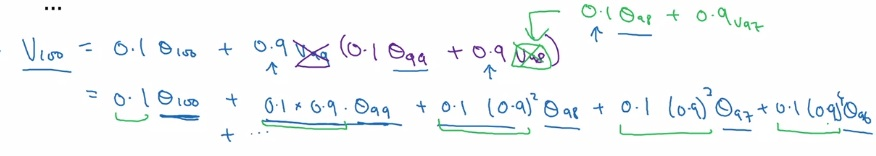 ...
0.1 θ98 + 0.9 V97
V100 = 0.1 θ100 + 0.9 V99 (0.1 θ99 + 0.9 V98)
= 0.1 θ100 + 0.1 * 0.9 . θ99 + 0.1 (0.9)² θ98 + 0.1 (0.9)³ θ97 + 0.1 (0.9)⁴ θ96
+ ...